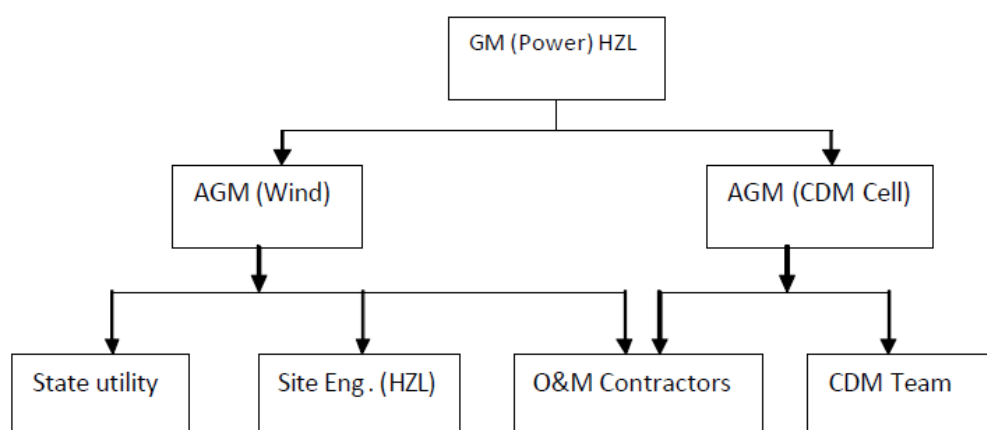 GM (Power) HZL
AGM (Wind)
AGM (CDM Cell)
State utility
Site Eng. (HZL)
O&M Contractors
CDM Team